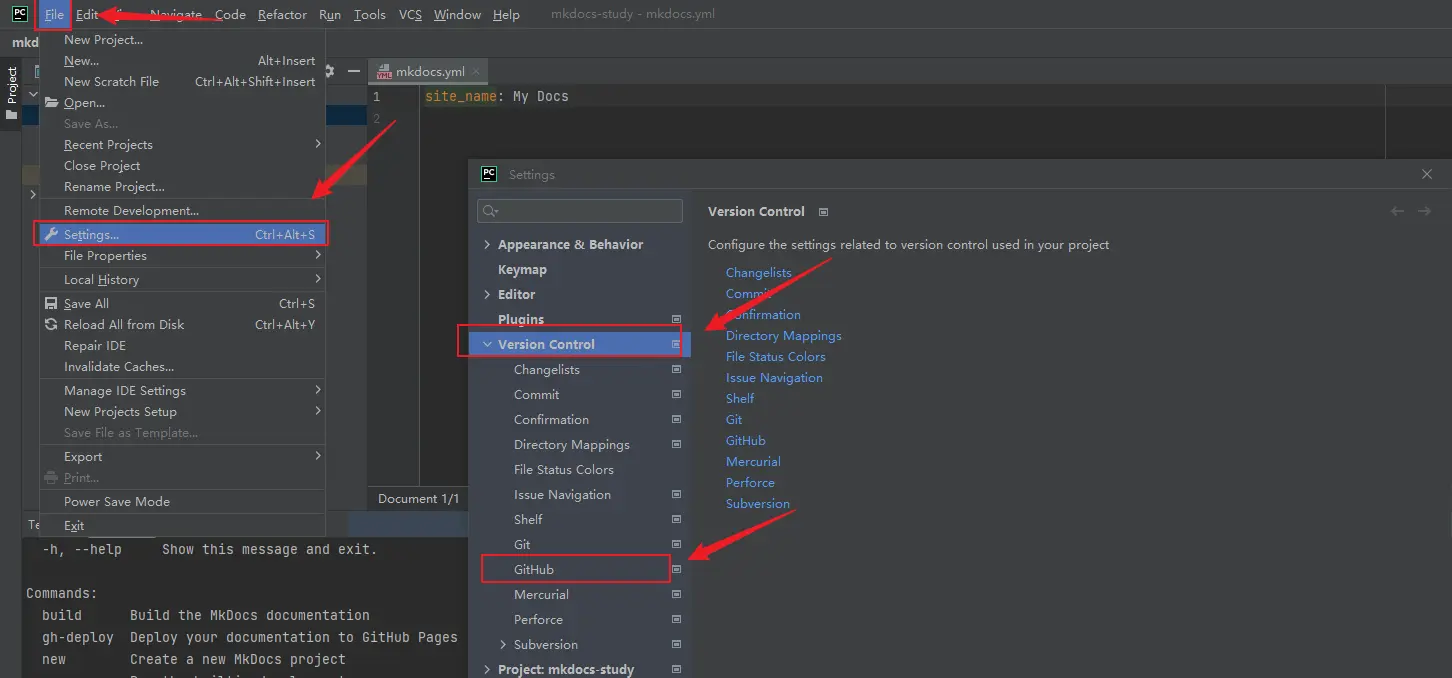 PC File Edit Navigate Code Refactor Run Tools VCS Window Help mkdocs-study - mkdocs.yml
mkd
Project
New Project...
New... Alt+Insert
New Scratch File Ctrl+Alt+Shift+Insert
Open...
Save As...
Recent Projects
Close Project
Rename Project...
Remote Development...
Settings... Ctrl+Alt+S
File Properties
Local History
Save All Ctrl+S
Reload All from Disk Ctrl+Alt+Y
Repair IDE
Invalidate Caches...
Manage IDE Settings
New Projects Setup
Save File as Template...
Export
Print...
Power Save Mode
Exit
YML mkdocs.yml
1 site_name: My Docs
2
Document 1/1
Te
-h, --help Show this message and exit.
Commands:
build Build the MkDocs documentation
gh-deploy Deploy your documentation to GitHub Pages
new Create a new MkDocs project
PC Settings
Appearance & Behavior
Keymap
Editor
Plugins
Version Control
Changelists
Commit
Confirmation
Directory Mappings
File Status Colors
Issue Navigation
Shelf
Git
GitHub
Mercurial
Perforce
Subversion
Project: mkdocs-study
Version Control
Configure the settings related to version control used in your project
Changelists
Commit
Confirmation
Directory Mappings
File Status Colors
Issue Navigation
Shelf
Git
GitHub
Mercurial
Perforce
Subversion